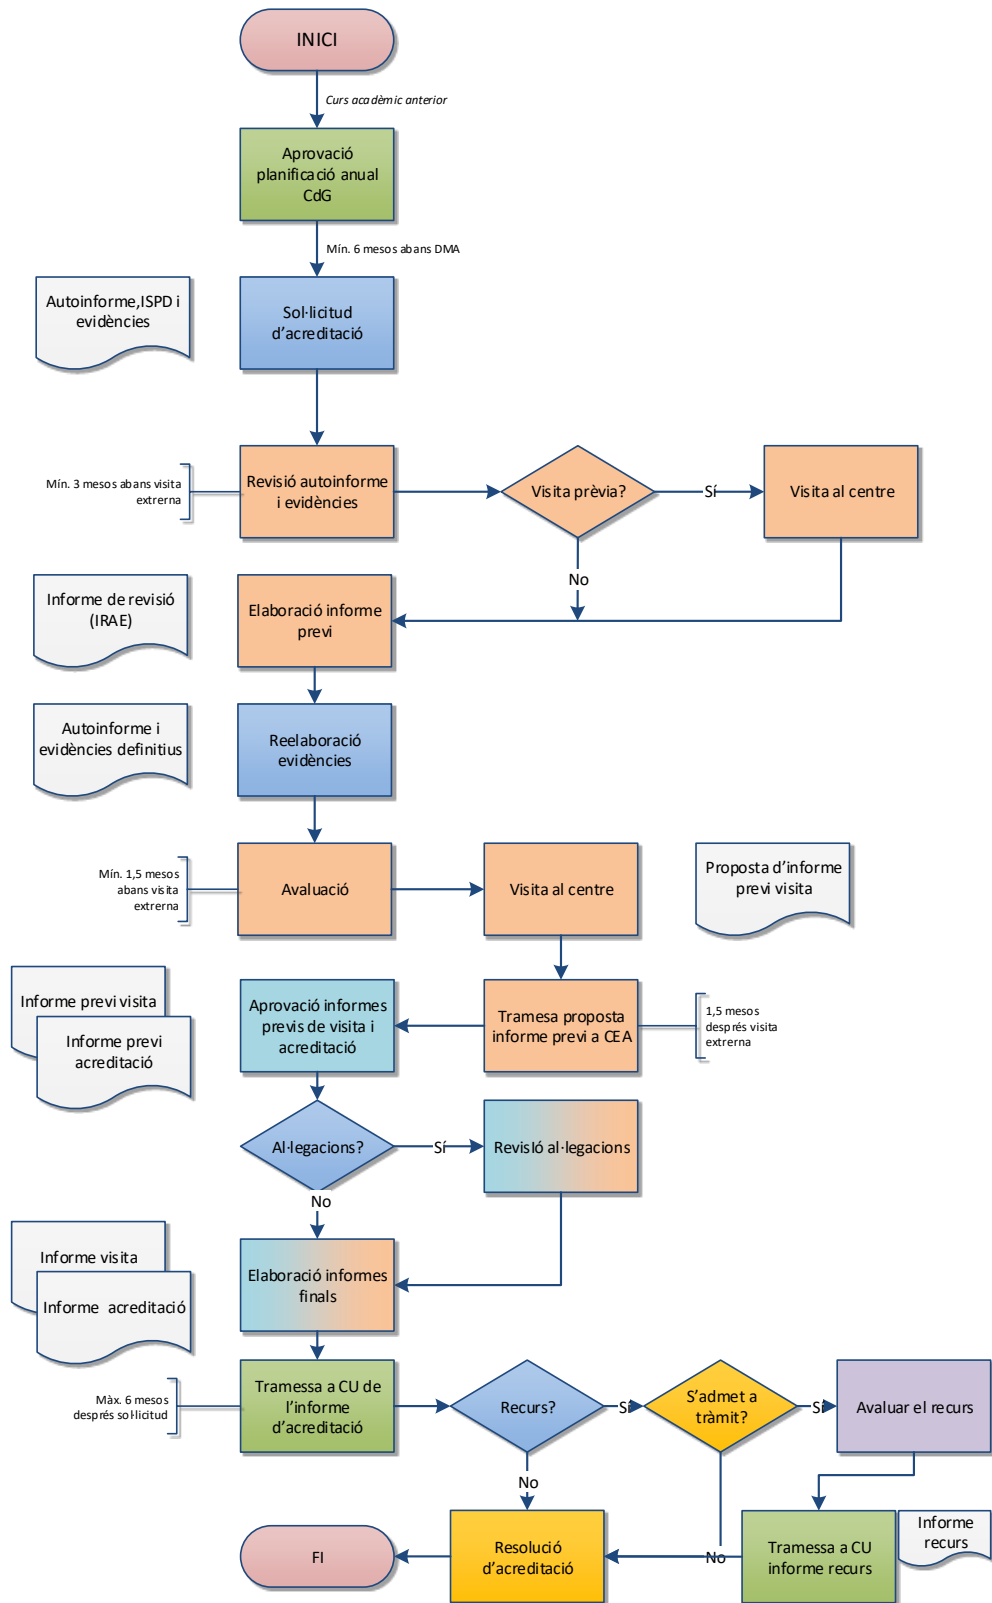 INICI
Curs acadèmic anterior
Aprovació
planificació anual
CdG
Mín. 6 mesos abans DMA
Autoinforme,ISPD i
evidències
Sol·licitud
d'acreditació
Mín. 3 mesos abans visita
extrerna
Revisió autoinforme
i evidències
Visita prèvia?
Sí
Visita al centre
No
Informe de revisió
(IRAE)
Elaboració informe
previ
Autoinforme i
evidències definitius
Reelaboració
evidències
Mín. 1,5 mesos
abans visita
extrerna
Avaluació
Visita al centre
Proposta d'informe
previ visita
Informe previ visita
Informe previ
acreditació
Aprovació informes
previs de visita i
acreditació
Tramesa proposta
informe previ a CEA
1,5 mesos
després visita
extrerna
Al·legacions?
Sí
Revisió al·legacions
No
Informe visita
Informe acreditació
Elaboració informes
finals
Màx. 6 mesos
després sol·licitud
Tramessa a CU de
l'informe
d'acreditació
Recurs?
Sí
S'admet a
tràmit?
Sí
Avaluar el recurs
No
FI
Resolució
d'acreditació
No
Tramessa a CU
informe recurs
Informe
recurs